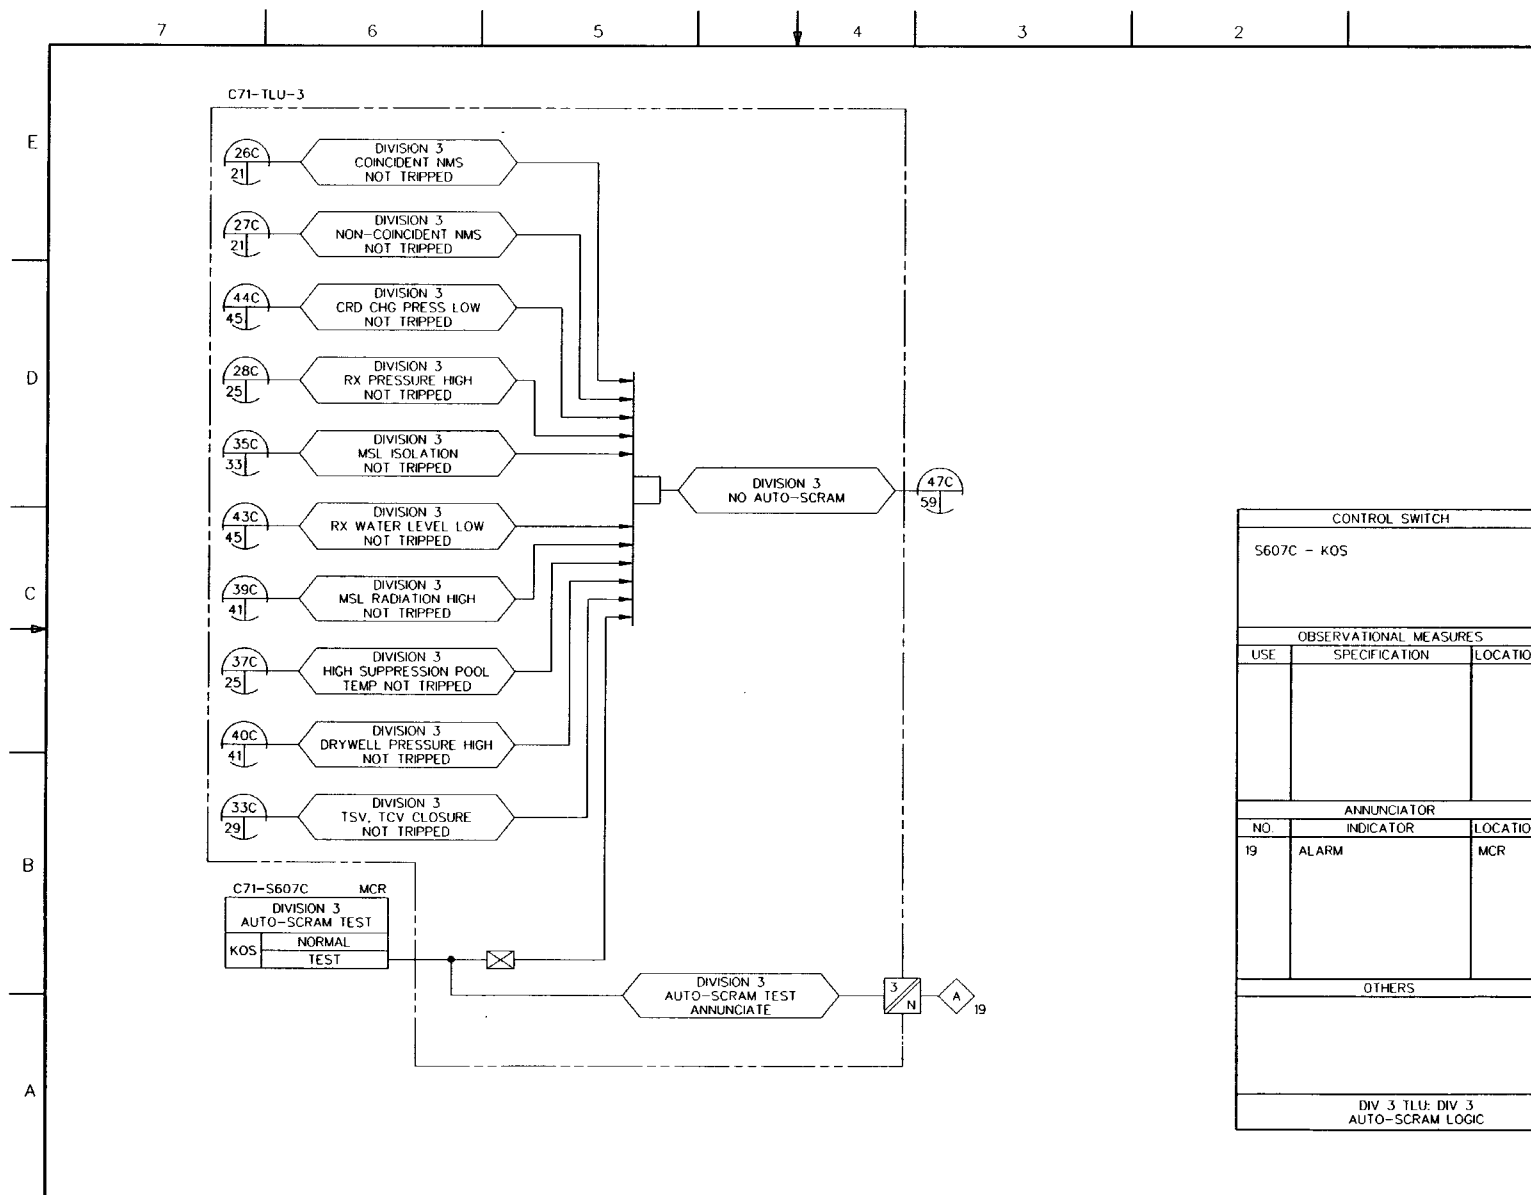 7 6 5 4 3 2
C71-TLU-3
E
26C
21
DIVISION 3
COINCIDENT NMS
NOT TRIPPED
27C
21
DIVISION 3
NON-COINCIDENT NMS
NOT TRIPPED
44C
45
DIVISION 3
CRD CHG PRESS LOW
NOT TRIPPED
D
28C
25
DIVISION 3
RX PRESSURE HIGH
NOT TRIPPED
35C
33
DIVISION 3
MSL ISOLATION
NOT TRIPPED
DIVISION 3
NO AUTO-SCRAM
47C
59
43C
45
DIVISION 3
RX WATER LEVEL LOW
NOT TRIPPED
C
39C
41
DIVISION 3
MSL RADIATION HIGH
NOT TRIPPED
37C
25
DIVISION 3
HIGH SUPPRESSION POOL
TEMP NOT TRIPPED
40C
41
DIVISION 3
DRYWELL PRESSURE HIGH
NOT TRIPPED
33C
29
DIVISION 3
TSV, TCV CLOSURE
NOT TRIPPED
B
C71-S607C MCR
DIVISION 3
AUTO-SCRAM TEST
KOS
NORMAL
TEST
DIVISION 3
AUTO-SCRAM TEST
ANNUNCIATE
3
N
A
19
A
CONTROL SWITCH
S607C - KOS
OBSERVATIONAL MEASURES
USE SPECIFICATION LOCATIO
ANNUNCIATOR
NO. INDICATOR LOCATIO
19 ALARM MCR
OTHERS
DIV 3 TLU: DIV 3
AUTO-SCRAM LOGIC